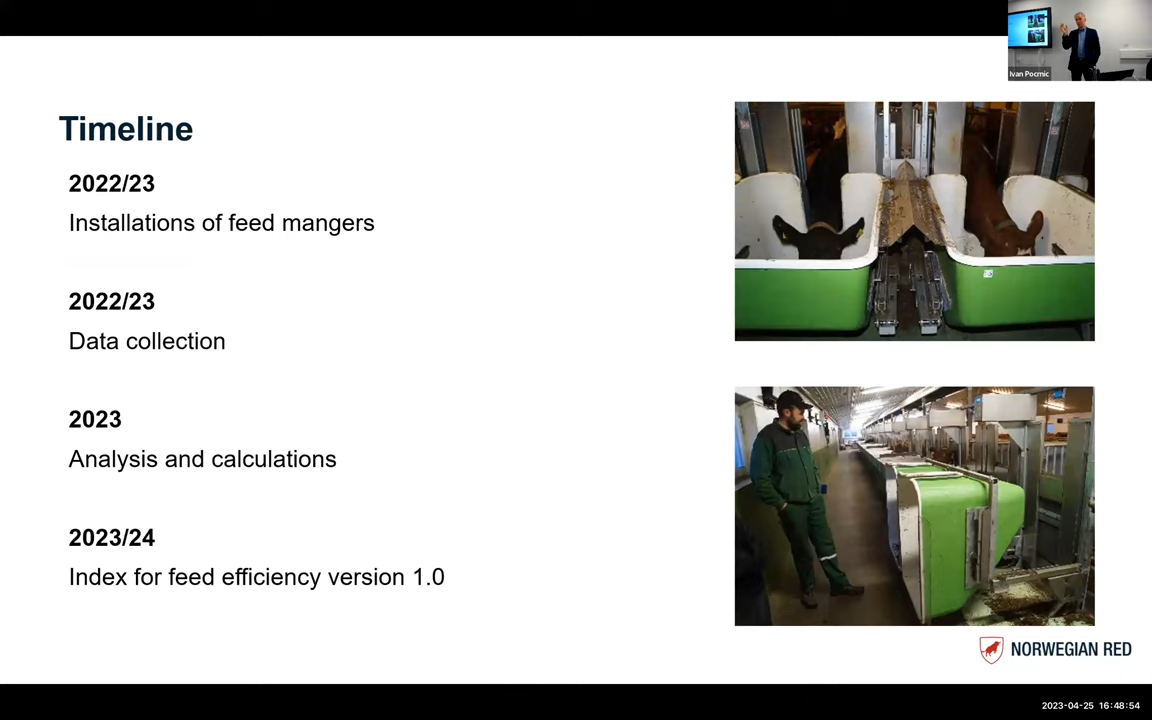 Ivan Pocrnic
Timeline
2022/23
Installations of feed mangers
2022/23
Data collection
2023
Analysis and calculations
2023/24
Index for feed efficiency version 1.0
NORWEGIAN RED
2023-04-25 16:48:54